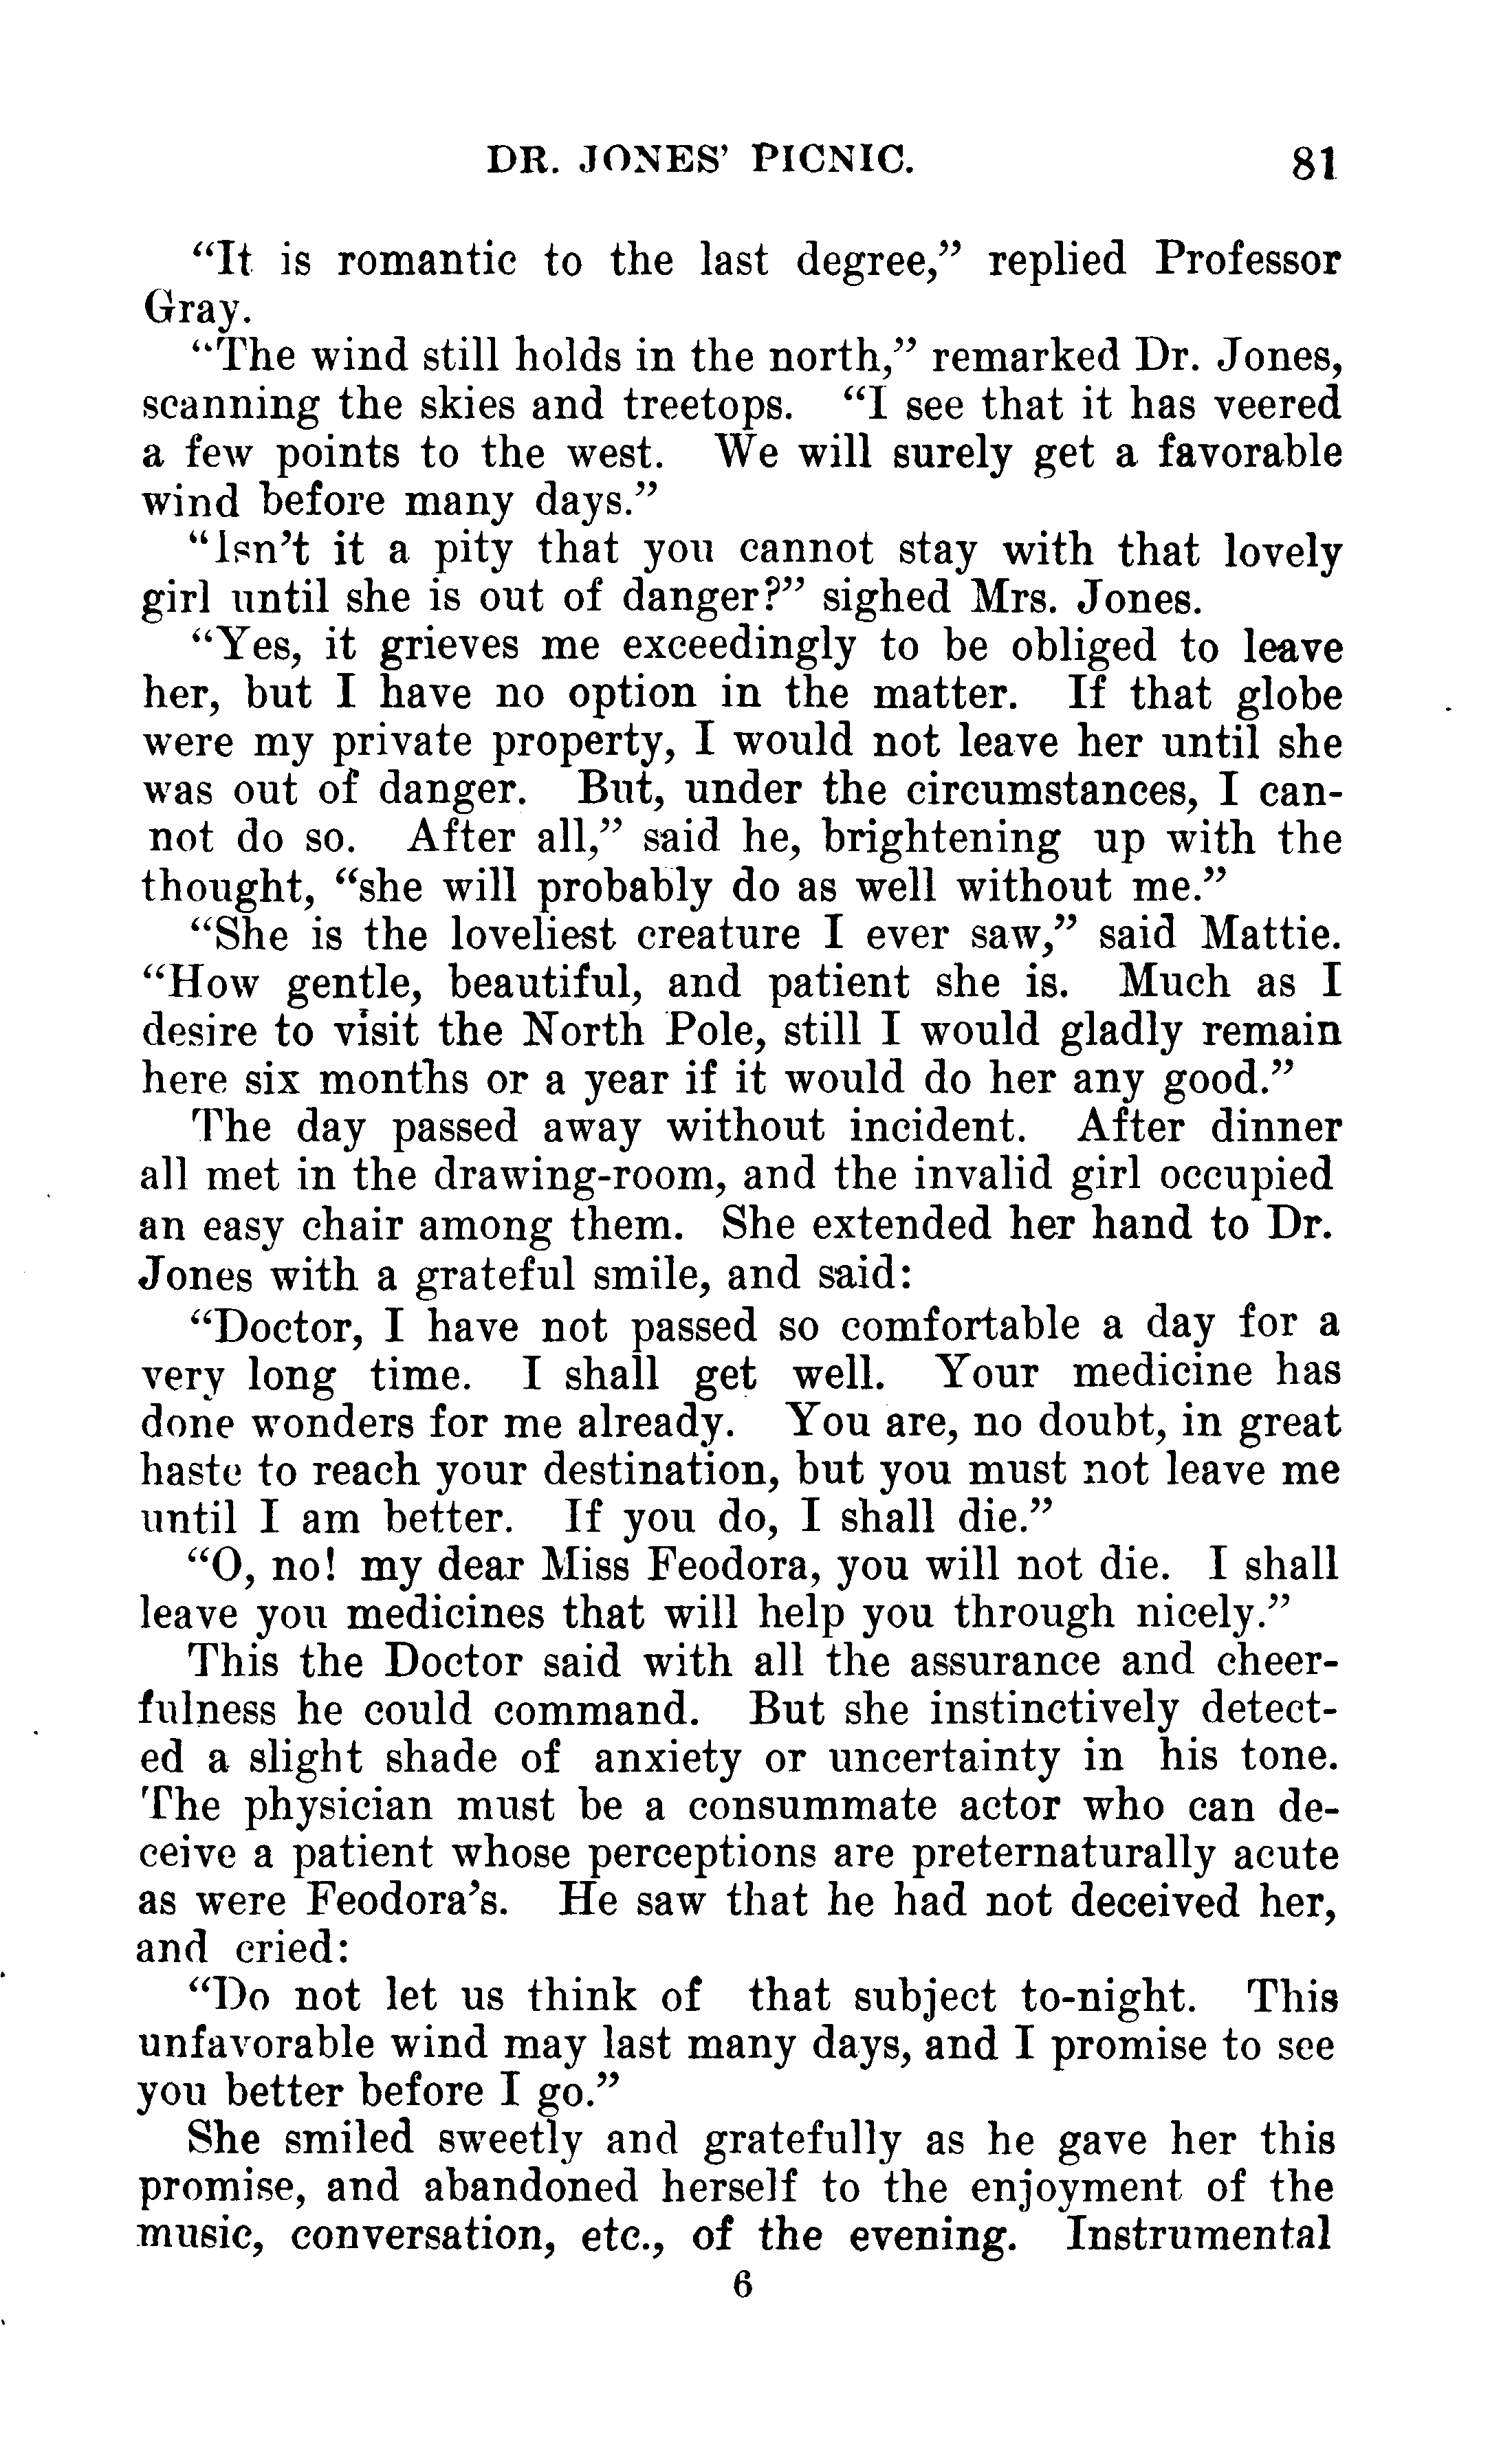 DR. JONES' PICNIC. 81
"It is romantic to the last degree," replied Professor
Gray.
"The wind still holds in the north," remarked Dr. Jones,
scanning the skies and treetops. "I see that it has veered
a few points to the west. We will surely get a favorable
wind before many days."
"Isn't it a pity that you cannot stay with that lovely
girl until she is out of danger?" sighed Mrs. Jones.
"Yes, it grieves me exceedingly to be obliged to leave
her, but I have no option in the matter. If that globe
were my private property, I would not leave her until she
was out of danger. But, under the circumstances, I can-
not do so. After all," said he, brightening up with the
thought, "she will probably do as well without me."
"She is the loveliest creature I ever saw," said Mattie.
"How gentle, beautiful, and patient she is. Much as I
desire to visit the North Pole, still I would gladly remain
here six months or a year if it would do her any good."
The day passed away without incident. After dinner
all met in the drawing-room, and the invalid girl occupied
an easy chair among them. She extended her hand to Dr.
Jones with a grateful smile, and said:
"Doctor, I have not passed so comfortable a day for a
very long time. I shall get well. Your medicine has
done wonders for me already. You are, no doubt, in great
haste to reach your destination, but you must not leave me
until I am better. If you do, I shall die."
"O, no! my dear Miss Feodora, you will not die. I shall
leave you medicines that will help you through nicely."
This the Doctor said with all the assurance and cheer-
fulness he could command. But she instinctively detect-
ed a slight shade of anxiety or uncertainty in his tone.
The physician must be a consummate actor who can de-
ceive a patient whose perceptions are preternaturally acute
as were Feodora's. He saw that he had not deceived her,
and cried:
"Do not let us think of that subject to-night. This
unfavorable wind may last many days, and I promise to see
you better before I go."
She smiled sweetly and gratefully as he gave her this
promise, and abandoned herself to the enjoyment of the
music, conversation, etc., of the evening. Instrumental
6